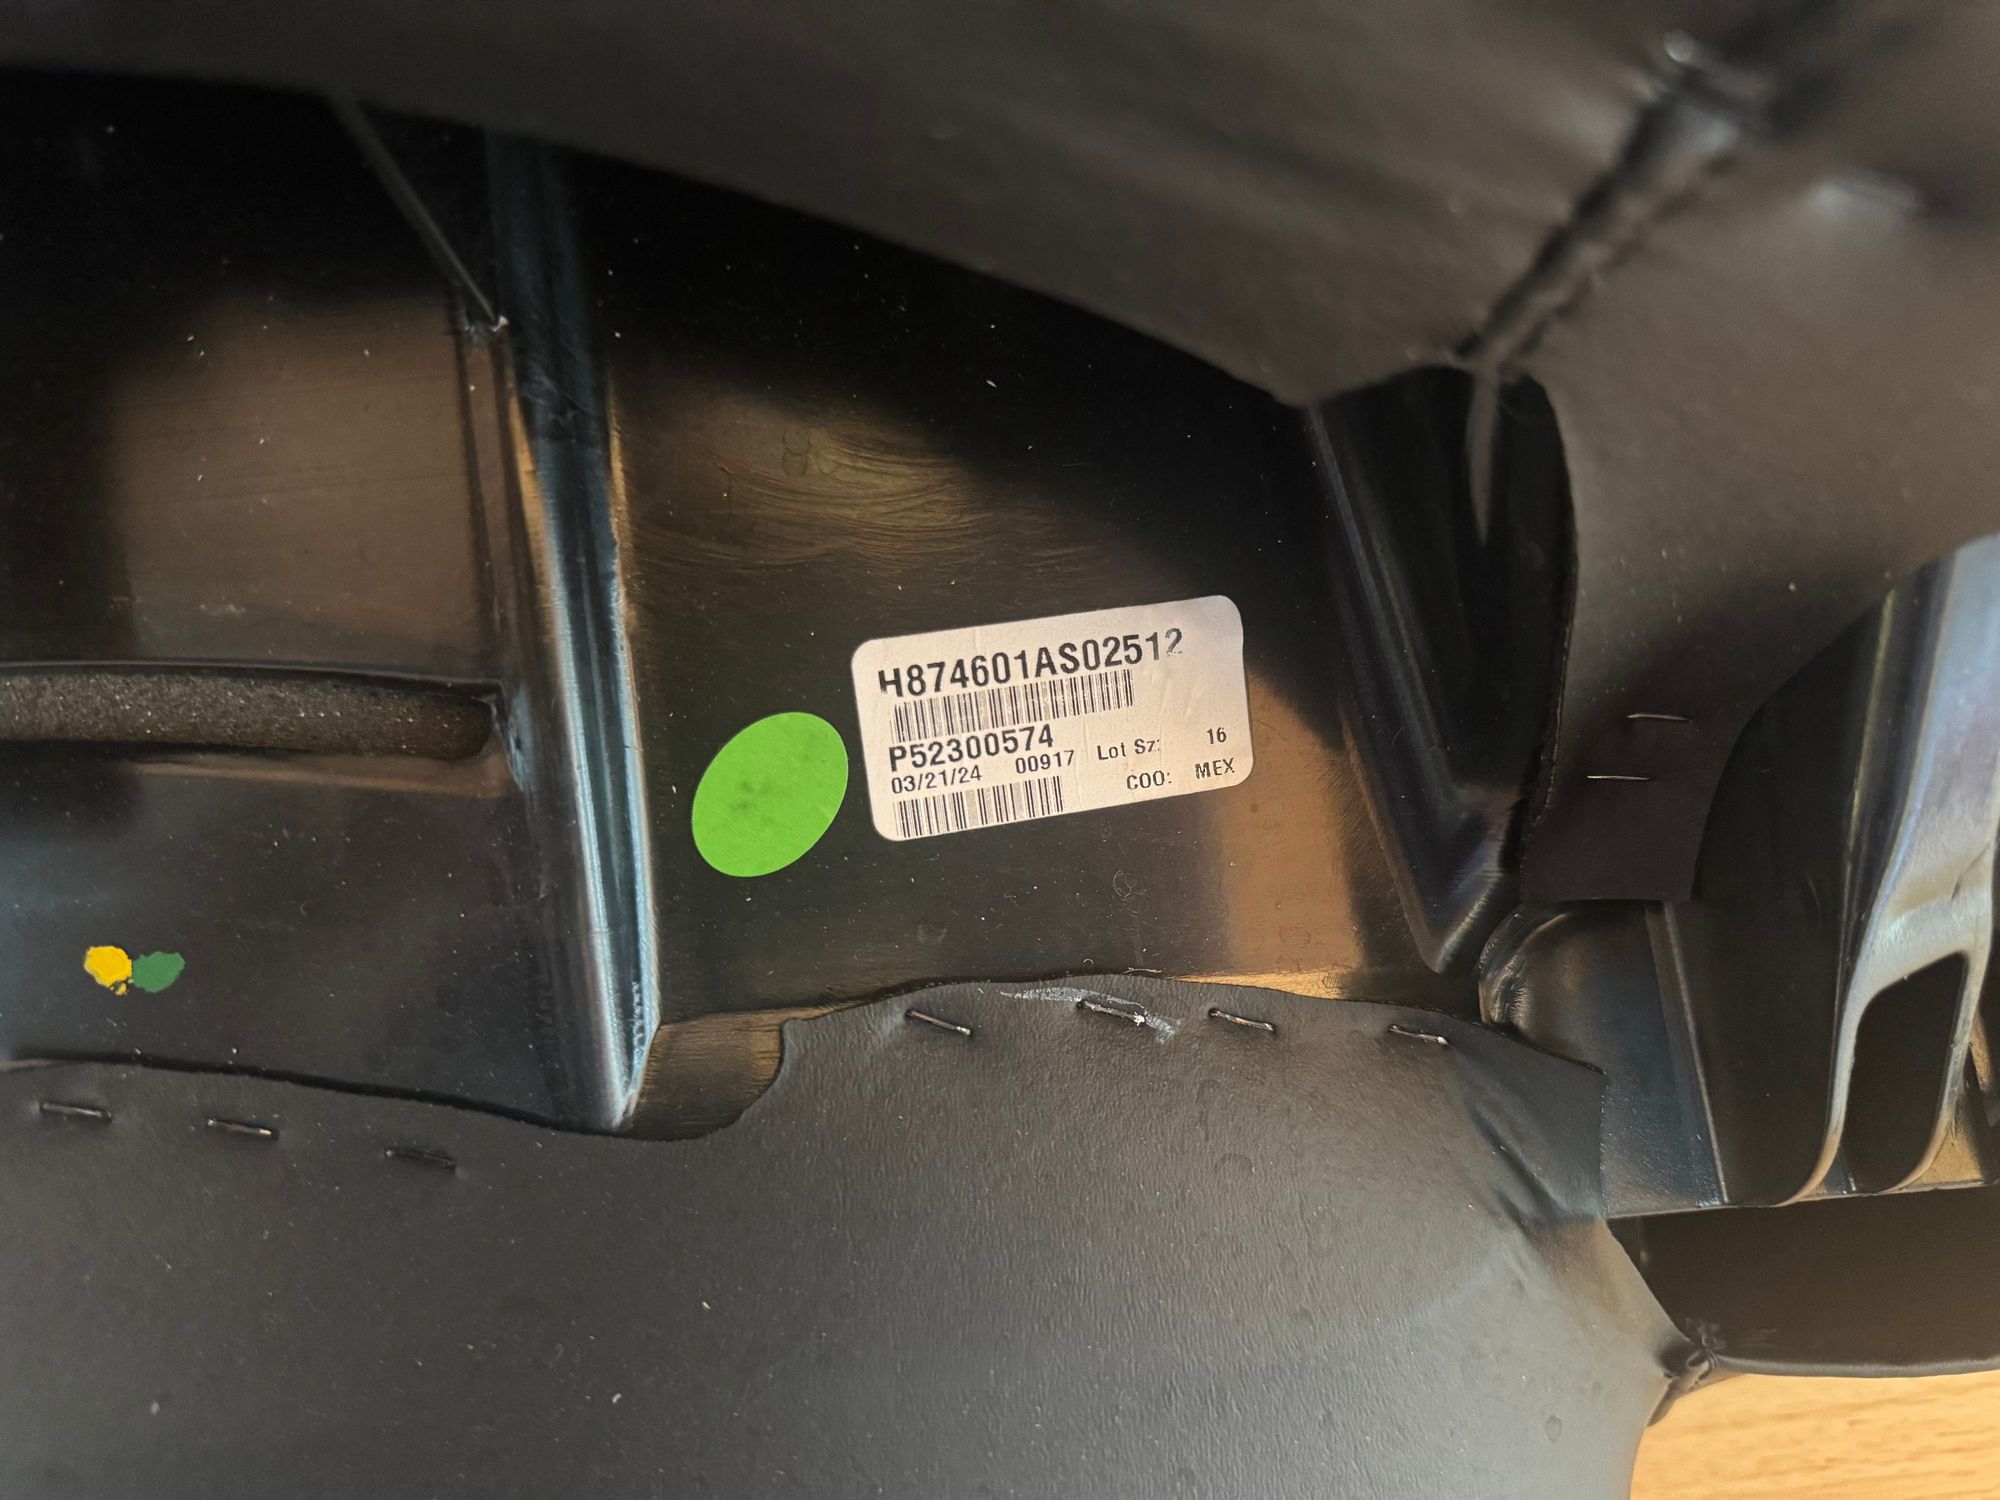 H874601AS02512
P52300574
03/21/24 00917 Lot Sz: 16
COO: MEX